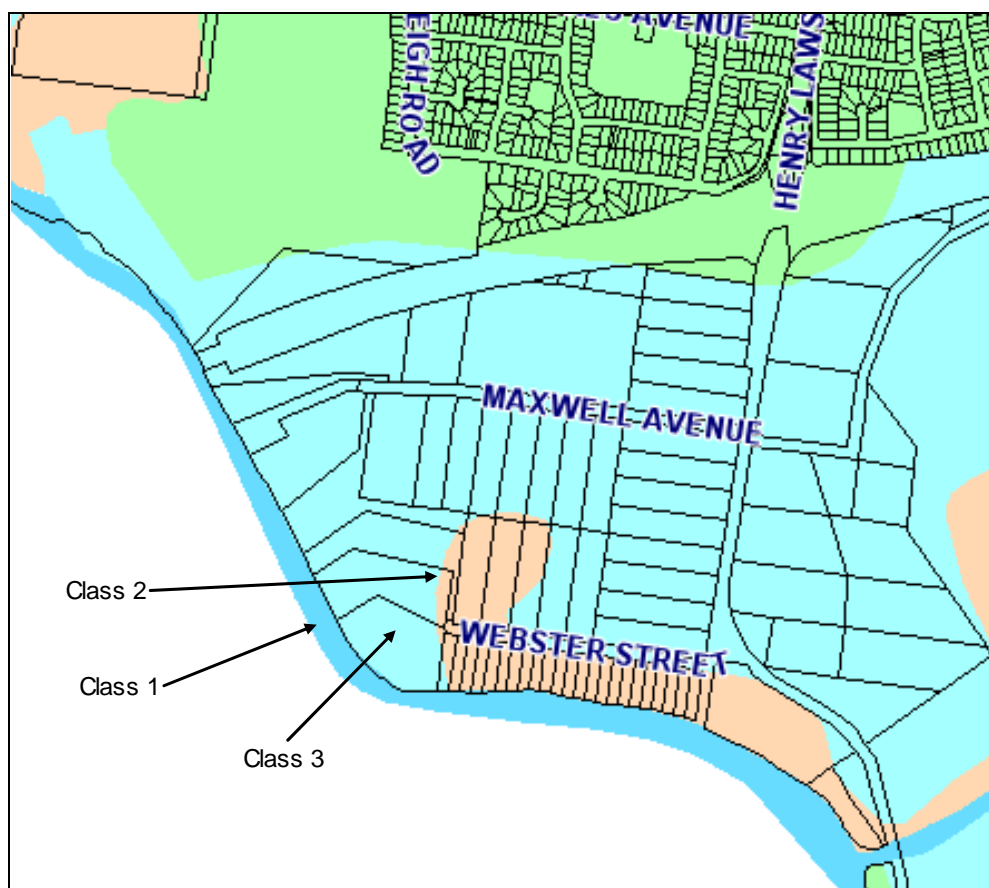 AVENUE
EIGH ROAD
HENRY LAWS
MAXWELL AVENUE
Class 2
WEBSTER STREET
Class 1
Class 3